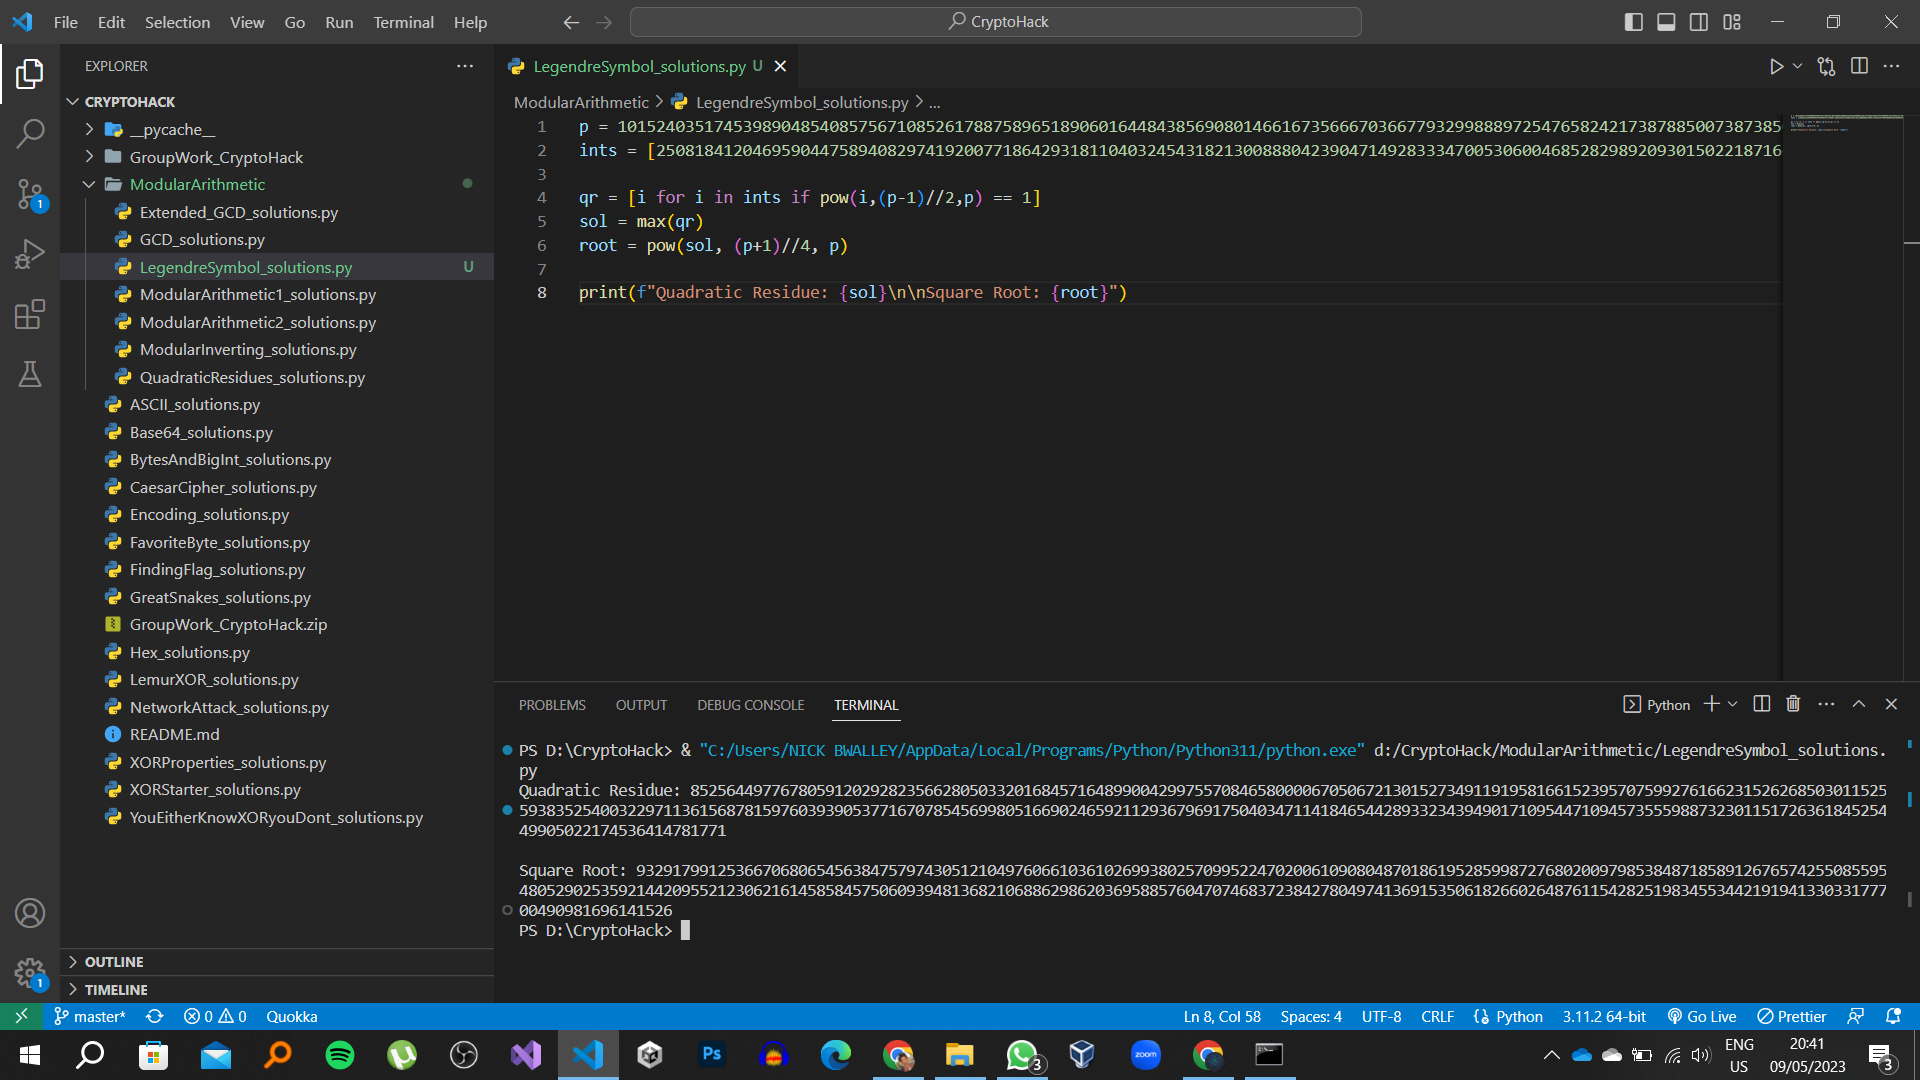 File Edit Selection View Go Run Terminal Help
CryptoHack
EXPLORER
CRYPTOHACK
__pycache__
GroupWork_CryptoHack
ModularArithmetic
Extended_GCD_solutions.py
GCD_solutions.py
LegendreSymbol_solutions.py U
ModularArithmetic1_solutions.py
ModularArithmetic2_solutions.py
ModularInverting_solutions.py
QuadraticResidues_solutions.py
ASCII_solutions.py
Base64_solutions.py
BytesAndBigInt_solutions.py
CaesarCipher_solutions.py
Encoding_solutions.py
FavoriteByte_solutions.py
FindingFlag_solutions.py
GreatSnakes_solutions.py
GroupWork_CryptoHack.zip
Hex_solutions.py
LemurXOR_solutions.py
NetworkAttack_solutions.py
README.md
XORProperties_solutions.py
XORStarter_solutions.py
YouEitherKnowXORyouDont_solutions.py
OUTLINE
TIMELINE
LegendreSymbol_solutions.py U
ModularArithmetic > LegendreSymbol_solutions.py > ...
1 p = 
2 ints = [
3
4 qr = [i for i in ints if pow(i,(p-1)//2,p) == 1]
5 sol = max(qr)
6 root = pow(sol, (p+1)//4, p)
7
8 print(f"Quadratic Residue: {sol}\n\nSquare Root: {root}")
PROBLEMS OUTPUT DEBUG CONSOLE TERMINAL
Python
PS D:\CryptoHack> & "C:/Users/NICK BWALLEY/AppData/Local/Programs/Python/Python311/python.exe" d:/CryptoHack/ModularArithmetic/LegendreSymbol_solutions.
py
Quadratic Residue:
499050221745364147817​71
Square Root:
00490981696141526
PS D:\CryptoHack>
1
1
master* 0 0 Quokka
Ln 8, Col 58 Spaces: 4 UTF-8 CRLF Python 3.11.2 64-bit Go Live Prettier
Ps
zoom
3
ENG
US
20:41
09/05/2023
3